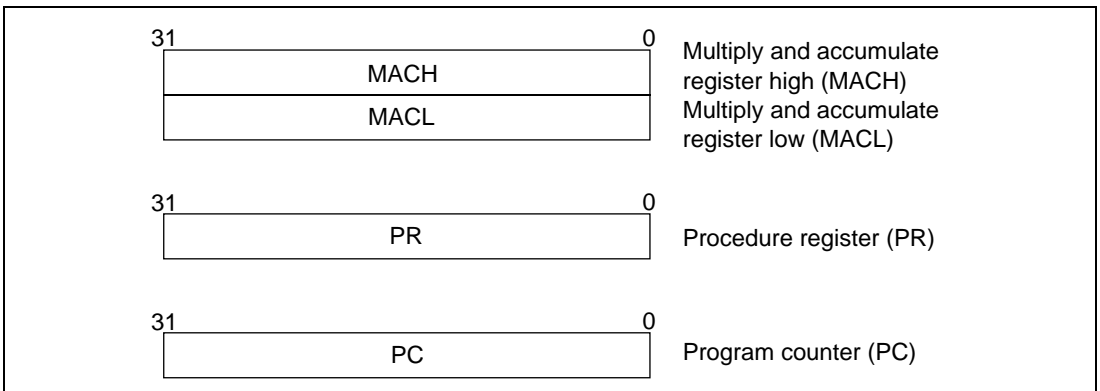 31 0
MACH
MACL
Multiply and accumulate
register high (MACH)
Multiply and accumulate
register low (MACL)
31 0
PR
Procedure register (PR)
31 0
PC
Program counter (PC)